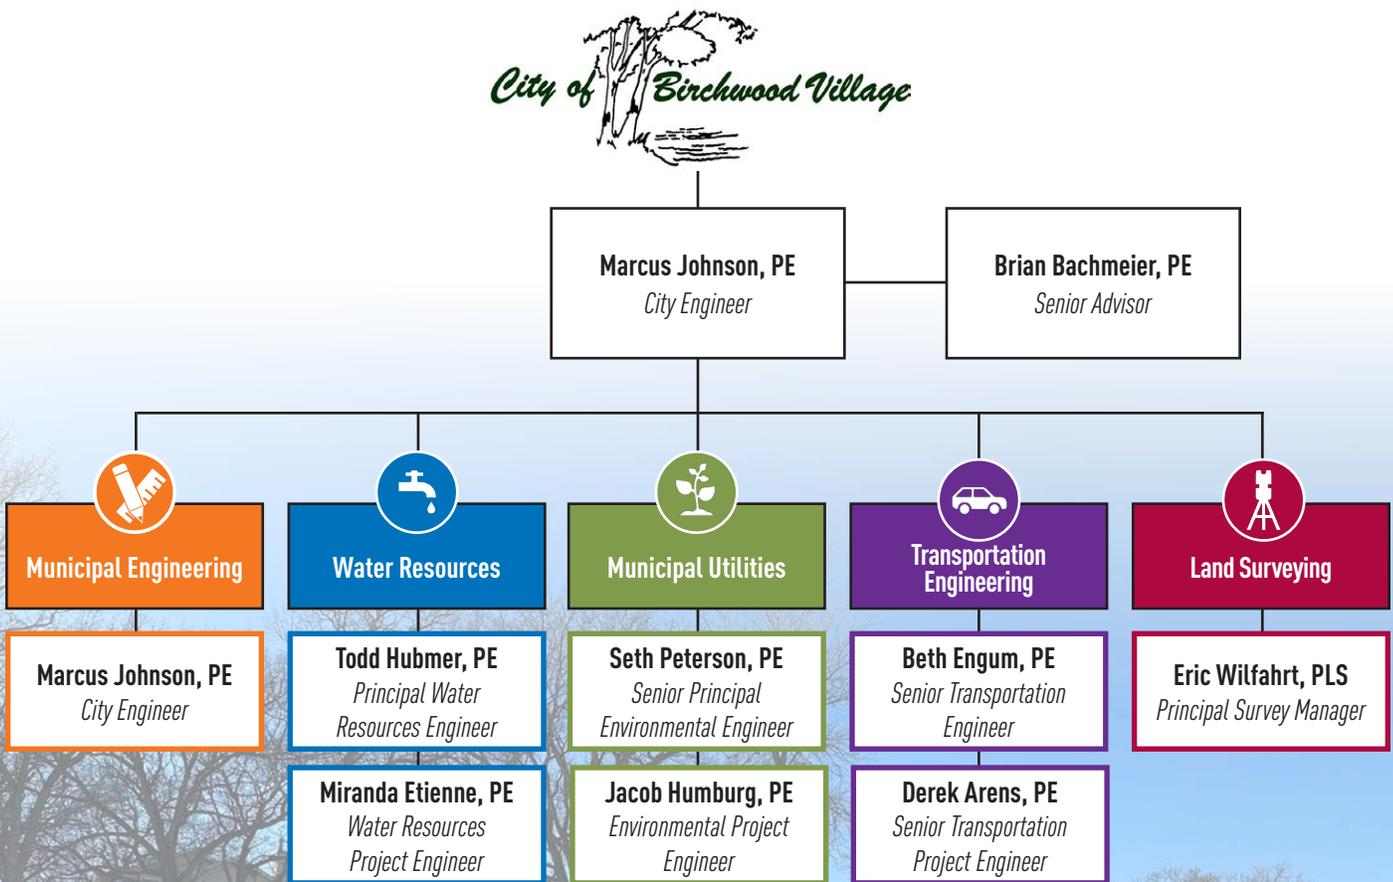 City of Birchwood Village
Marcus Johnson, PE
City Engineer
Brian Bachmeier, PE
Senior Advisor
Municipal Engineering
Water Resources
Municipal Utilities
Transportation
Engineering
Land Surveying
Marcus Johnson, PE
City Engineer
Todd Hubmer, PE
Principal Water
Resources Engineer
Seth Peterson, PE
Senior Principal
Environmental Engineer
Beth Engum, PE
Senior Transportation
Engineer
Eric Wilfahrt, PLS
Principal Survey Manager
Miranda Etienne, PE
Water Resources
Project Engineer
Jacob Humburg, PE
Environmental Project
Engineer
Derek Arens, PE
Senior Transportation
Project Engineer